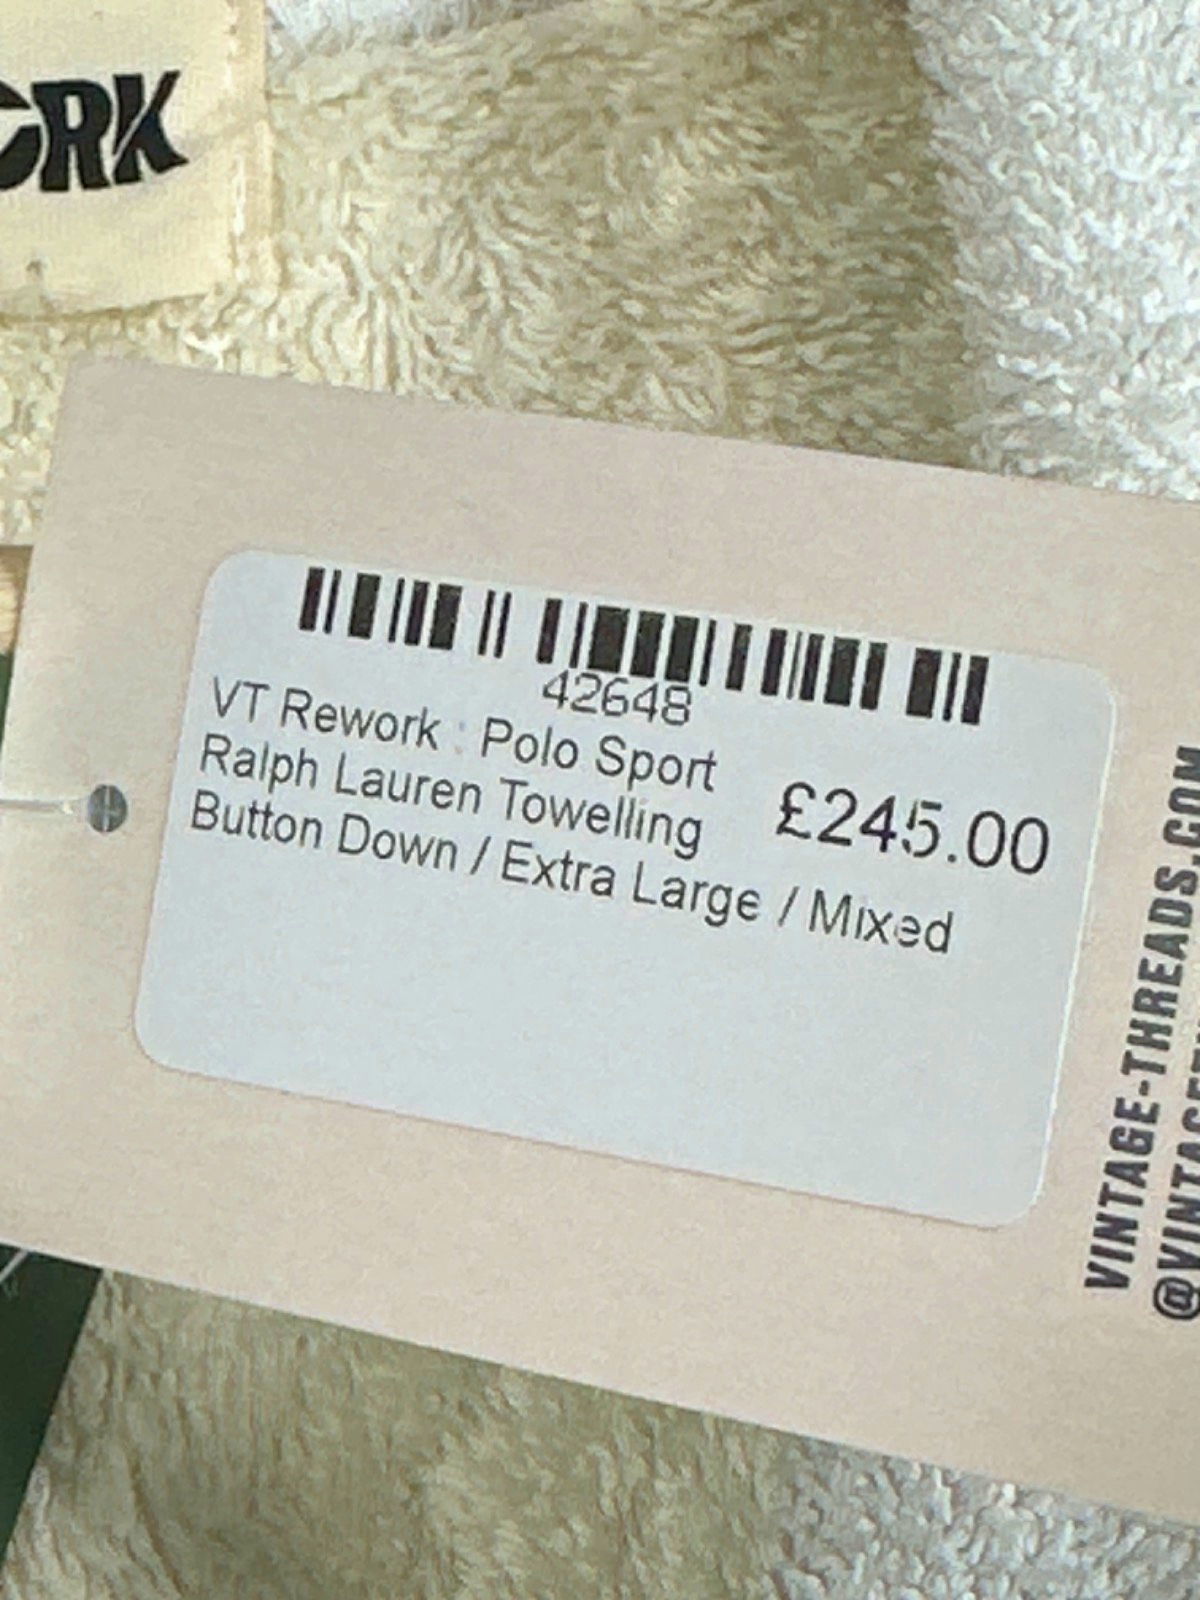 ORK
42648
VT Rework : Polo Sport
Ralph Lauren Towelling
£245.00
Button Down / Extra Large / Mixed
VINTAGE-THREADS.COM